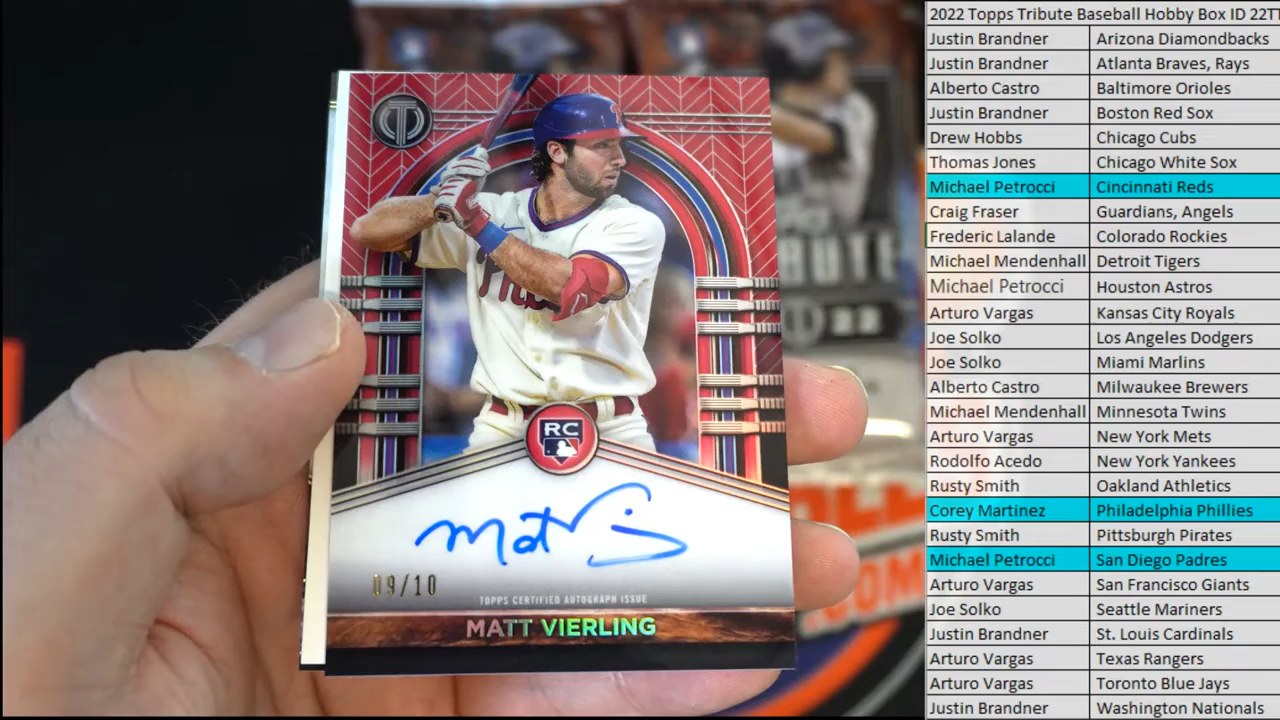 2022 Topps Tribute Baseball Hobby Box ID 22TT
Justin Brandner Arizona Diamondbacks
Justin Brandner Atlanta Braves, Rays
Alberto Castro Baltimore Orioles
Justin Brandner Boston Red Sox
Drew Hobbs Chicago Cubs
Thomas Jones Chicago White Sox
Michael Petrocci Cincinnati Reds
Craig Fraser Guardians, Angels
Frederic Lalande Colorado Rockies
Michael Mendenhall Detroit Tigers
Michael Petrocci Houston Astros
Arturo Vargas Kansas City Royals
Joe Solko Los Angeles Dodgers
Joe Solko Miami Marlins
Alberto Castro Milwaukee Brewers
Michael Mendenhall Minnesota Twins
Arturo Vargas New York Mets
Rodolfo Acedo New York Yankees
Rusty Smith Oakland Athletics
Corey Martinez Philadelphia Phillies
Rusty Smith Pittsburgh Pirates
Michael Petrocci San Diego Padres
Arturo Vargas San Francisco Giants
Joe Solko Seattle Mariners
Justin Brandner St. Louis Cardinals
Arturo Vargas Texas Rangers
Arturo Vargas Toronto Blue Jays
Justin Brandner Washington Nationals
RC
09/10
TOPPS CERTIFIED AUTOGRAPH ISSUE
MATT VIERLING